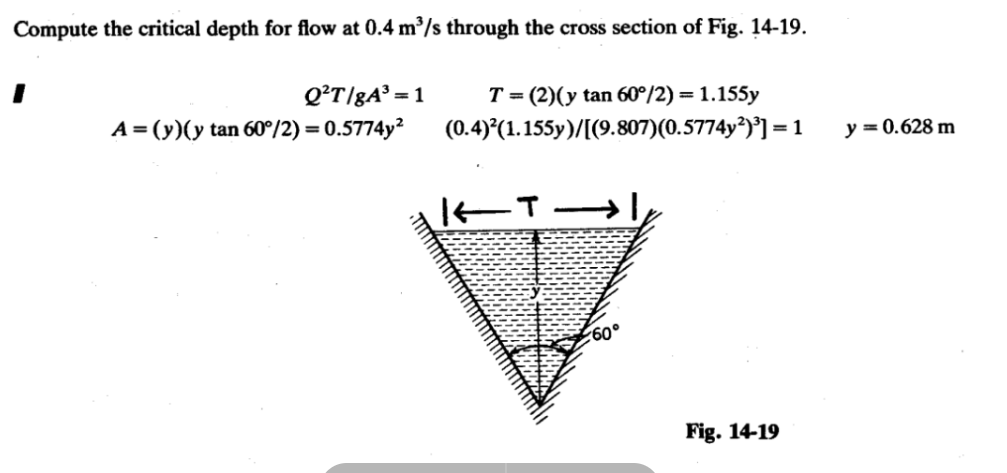 Compute the critical depth for flow at 0.4 m³/s through the cross section of Fig. 14-19.
Q²T/gA³ = 1 T = (2)(y tan 60°/2) = 1.155y
A = (y)(y tan 60°/2) = 0.5774y² (0.4)²(1.155y)/[(9.807)(0.5774y²)³] = 1 y = 0.628 m
T
y
60°
Fig. 14-19